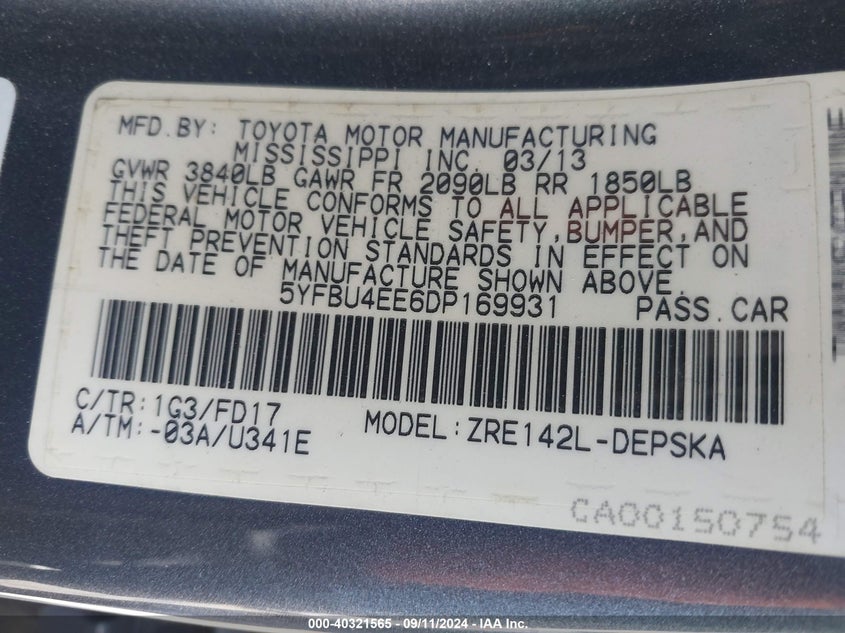 MFD.BY: TOYOTA MOTOR MANUFACTURING
MISSISSIPPI INC. 03/13
GVWR 3840LB GAWR FR 2090LB RR 1850LB
THIS VEHICLE CONFORMS TO ALL APPLICABLE
FEDERAL MOTOR VEHICLE SAFETY,BUMPER,AND
THEFT PREVENTION STANDARDS IN EFFECT ON
THE DATE OF MANUFACTURE SHOWN ABOVE.
5YFBU4EE6DP169931 PASS.CAR
C/TR:1G3/FD17
A/TM:-03A/U341E
MODEL:ZRE142L-DEPSKA
CA00150754
000-40321565 - 09/11/2024 - IAA Inc.